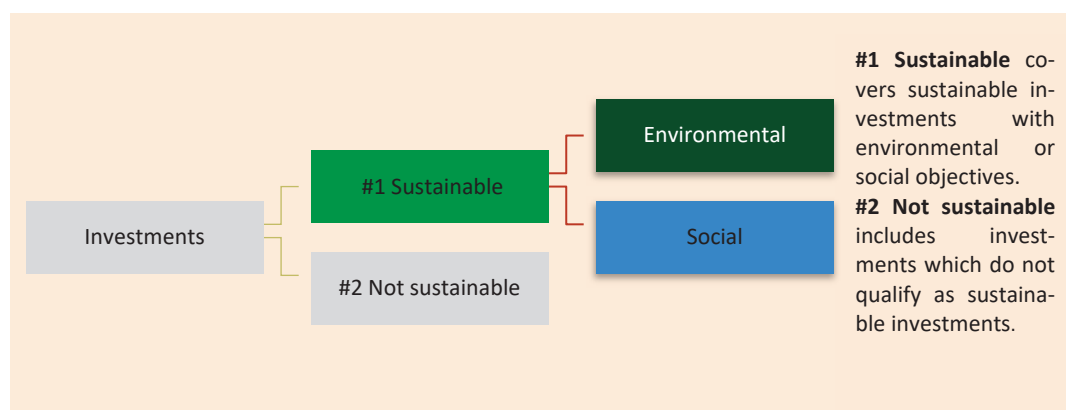 Investments
#1 Sustainable
#2 Not sustainable
Environmental
Social
#1 Sustainable co-
vers sustainable in-
vestments with
environmental or
social objectives.
#2 Not sustainable
includes invest-
ments which do not
qualify as sustaina-
ble investments.